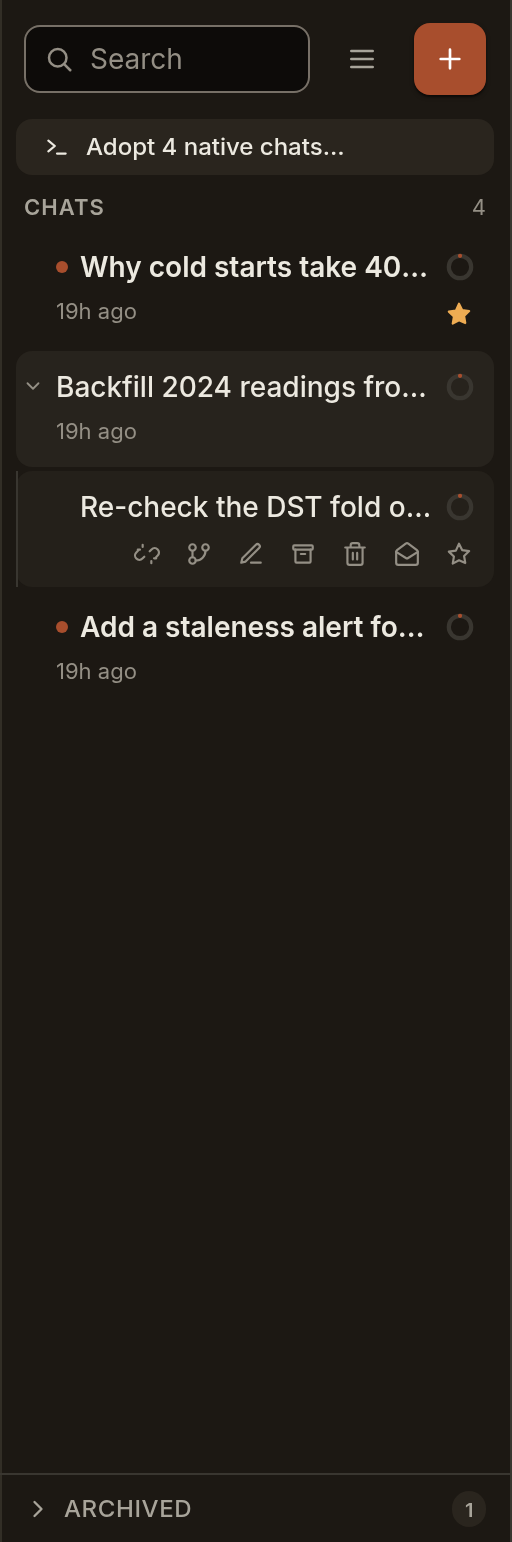 Search
Adopt 4 native chats...
CHATS 4
Why cold starts take 40...
19h ago
Backfill 2024 readings fro...
19h ago
Re-check the DST fold o...
Add a staleness alert fo...
19h ago
ARCHIVED 1